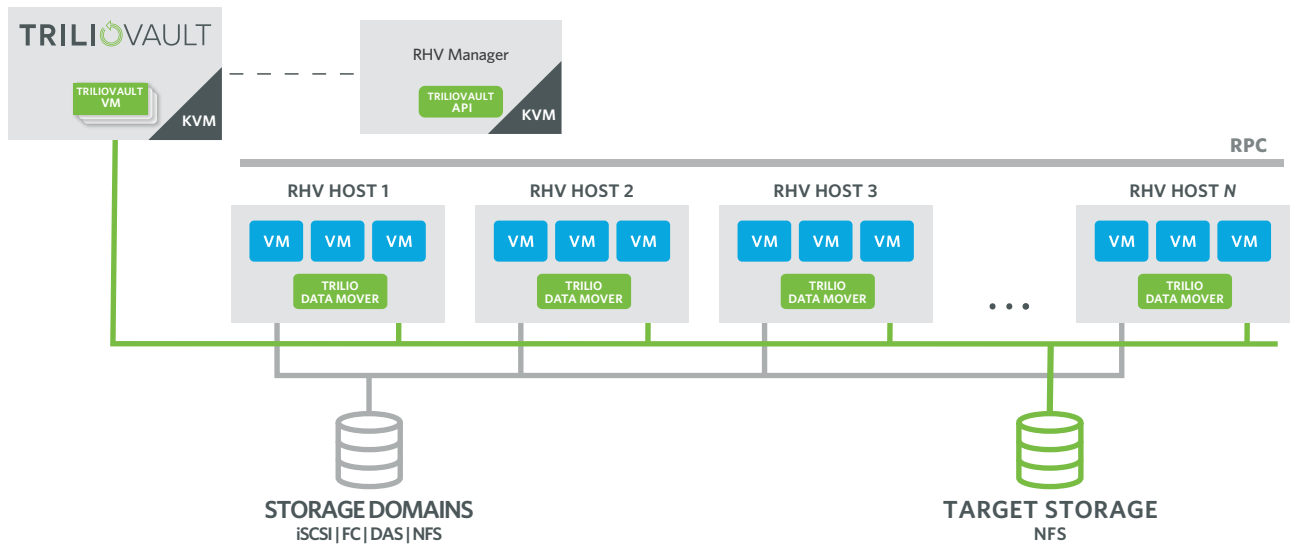 TRILIOVAULT
TRILIOVAULT
VM
KVM
RHV Manager
TRILIOVAULT
API
KVM
RPC
RHV HOST 1
RHV HOST 2
RHV HOST 3
RHV HOST N
VM VM VM
VM VM VM
VM VM VM
VM VM VM
TRILIO
DATA MOVER
TRILIO
DATA MOVER
TRILIO
DATA MOVER
...
TRILIO
DATA MOVER
STORAGE DOMAINS
iSCSI | FC | DAS | NFS
TARGET STORAGE
NFS